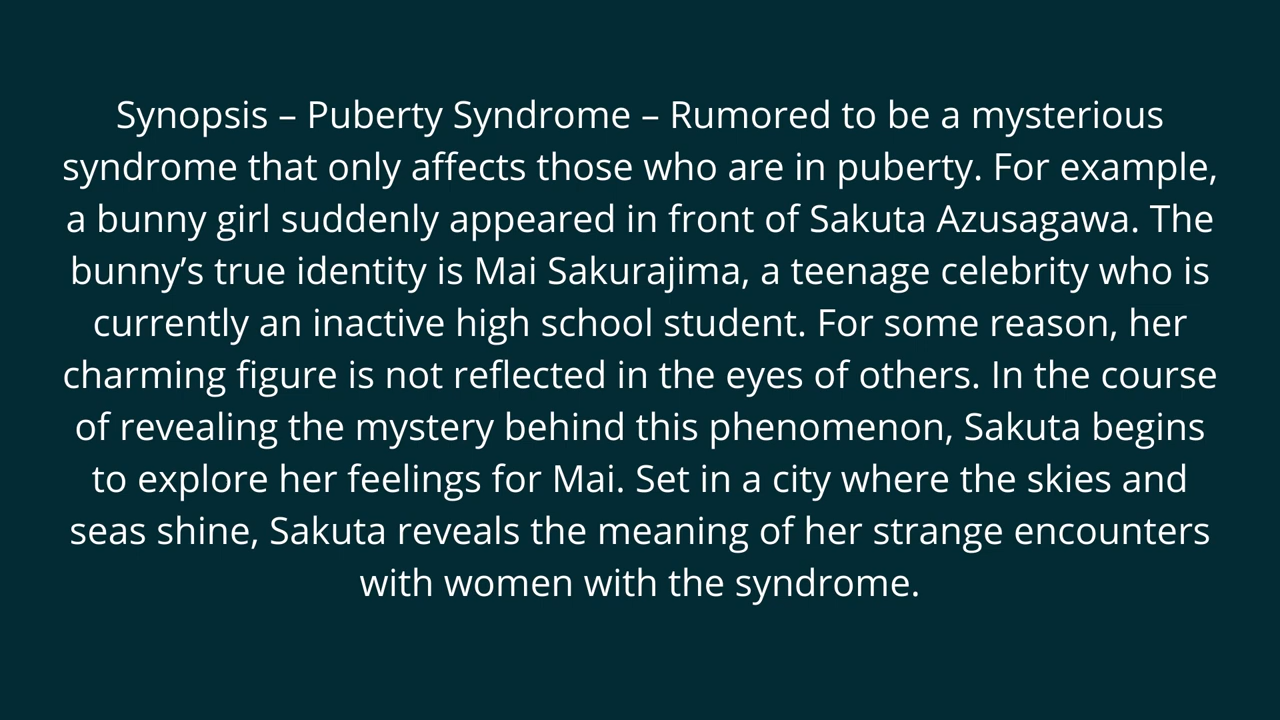 Synopsis – Puberty Syndrome – Rumored to be a mysterious
syndrome that only affects those who are in puberty. For example,
a bunny girl suddenly appeared in front of Sakuta Azusagawa. The
bunny’s true identity is Mai Sakurajima, a teenage celebrity who is
currently an inactive high school student. For some reason, her
charming figure is not reflected in the eyes of others. In the course
of revealing the mystery behind this phenomenon, Sakuta begins
to explore her feelings for Mai. Set in a city where the skies and
seas shine, Sakuta reveals the meaning of her strange encounters
with women with the syndrome.